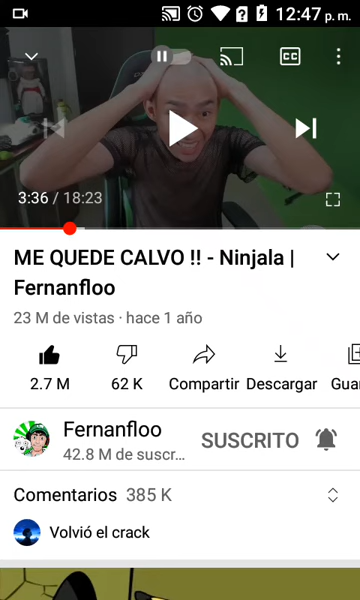 12:47 p. m.
CC
3:36 / 18:23
ME QUEDE CALVO !! - Ninjala |
Fernanfloo
23 M de vistas · hace 1 año
2.7 M 62 K Compartir Descargar Guar
Fernanfloo
42.8 M de suscr...
SUSCRITO
Comentarios 385 K
Volvió el crack